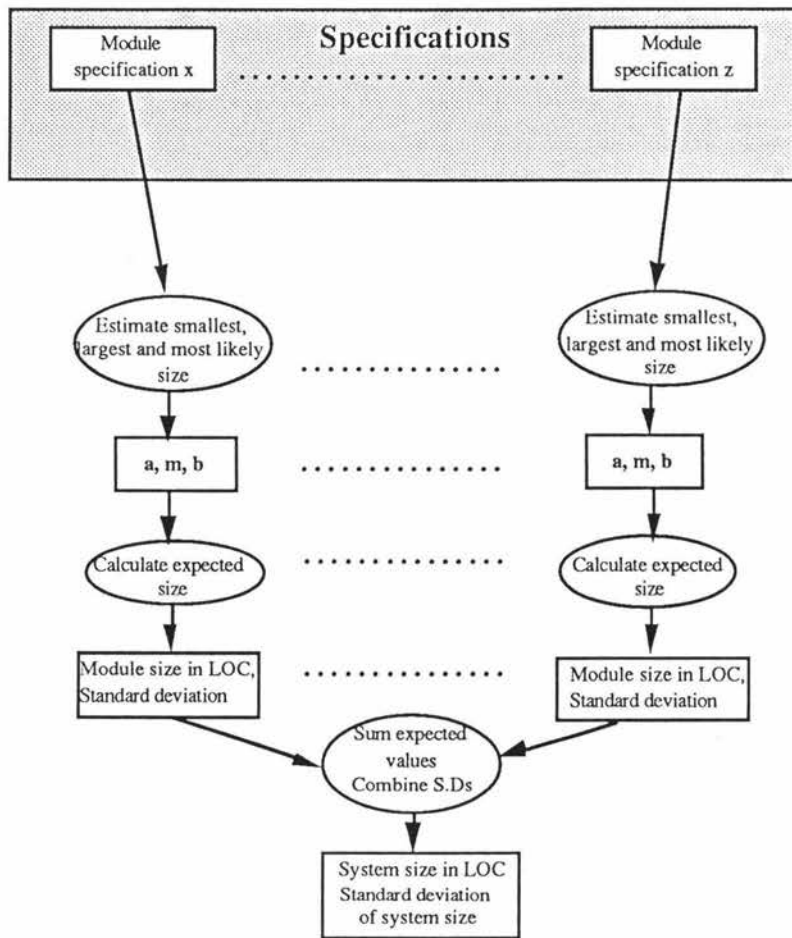 Specifications
Module
specification x
Module
specification z
Estimate smallest,
largest and most likely
size
Estimate smallest,
largest and most likely
size
a, m, b
a, m, b
Calculate expected
size
Calculate expected
size
Module size in LOC,
Standard deviation
Module size in LOC,
Standard deviation
Sum expected
values
Combine S.Ds
System size in LOC
Standard deviation
of system size